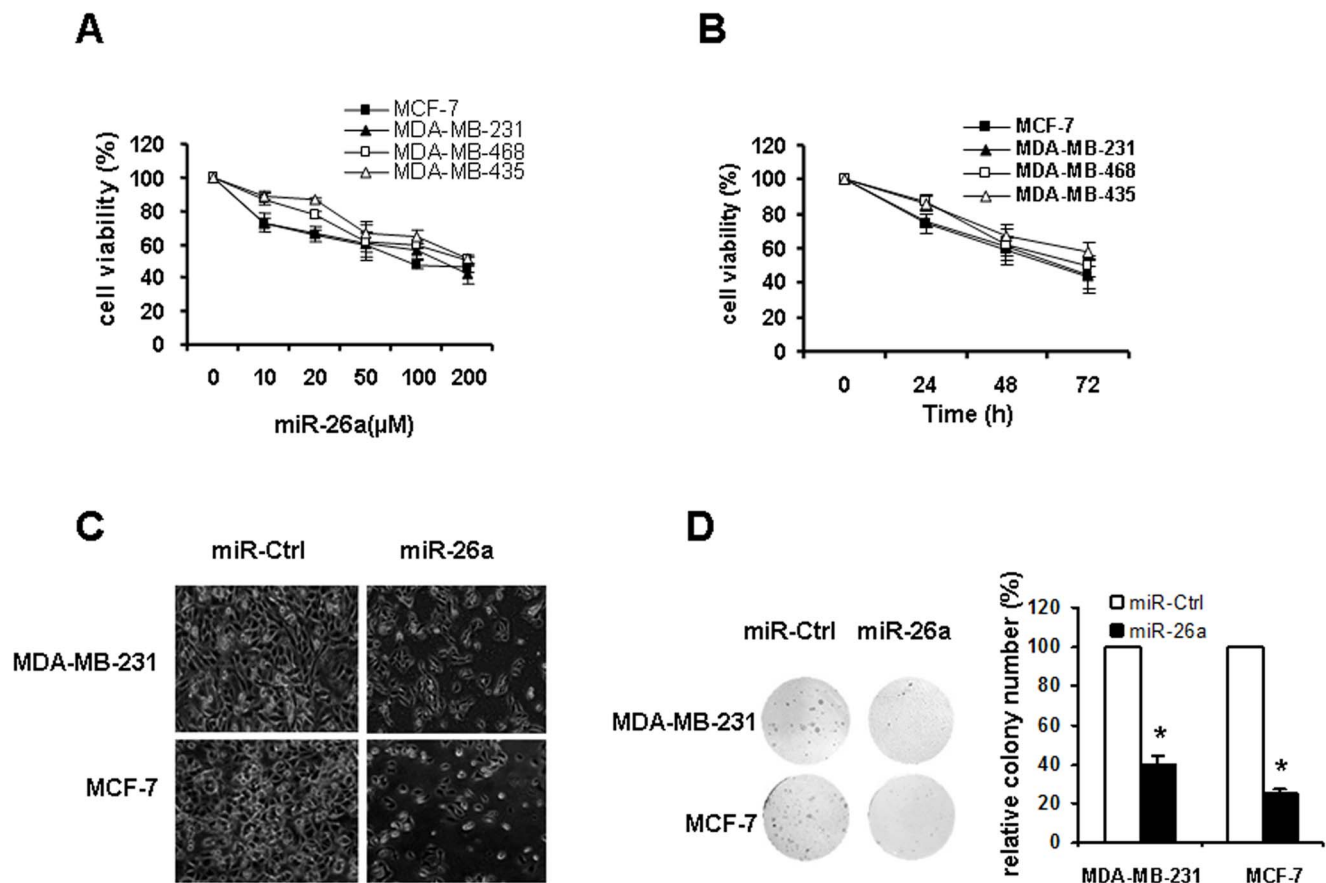 A
MCF-7
MDA-MB-231
MDA-MB-468
MDA-MB-435
cell viability (%)
120
100
80
60
40
20
0
0 10 20 50 100 200
miR-26a(µM)
B
MCF-7
MDA-MB-231
MDA-MB-468
MDA-MB-435
cell viability (%)
120
100
80
60
40
20
0
0 24 48 72
Time (h)
C
miR-Ctrl miR-26a
MDA-MB-231
MCF-7
D
miR-Ctrl miR-26a
MDA-MB-231
MCF-7
relative colony number (%)
miR-Ctrl
miR-26a
120
100
80
60
40
20
0
* *
MDA-MB-231 MCF-7